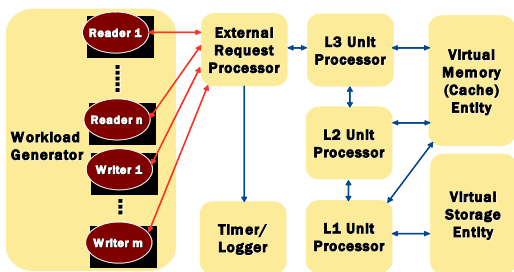 Reader 1
Reader n
Workload
Generator
Writer 1
Writer m
External
Request
Processor
Timer/
Logger
L3 Unit
Processor
L2 Unit
Processor
L1 Unit
Processor
Virtual
Memory
(Cache)
Entity
Virtual
Storage
Entity